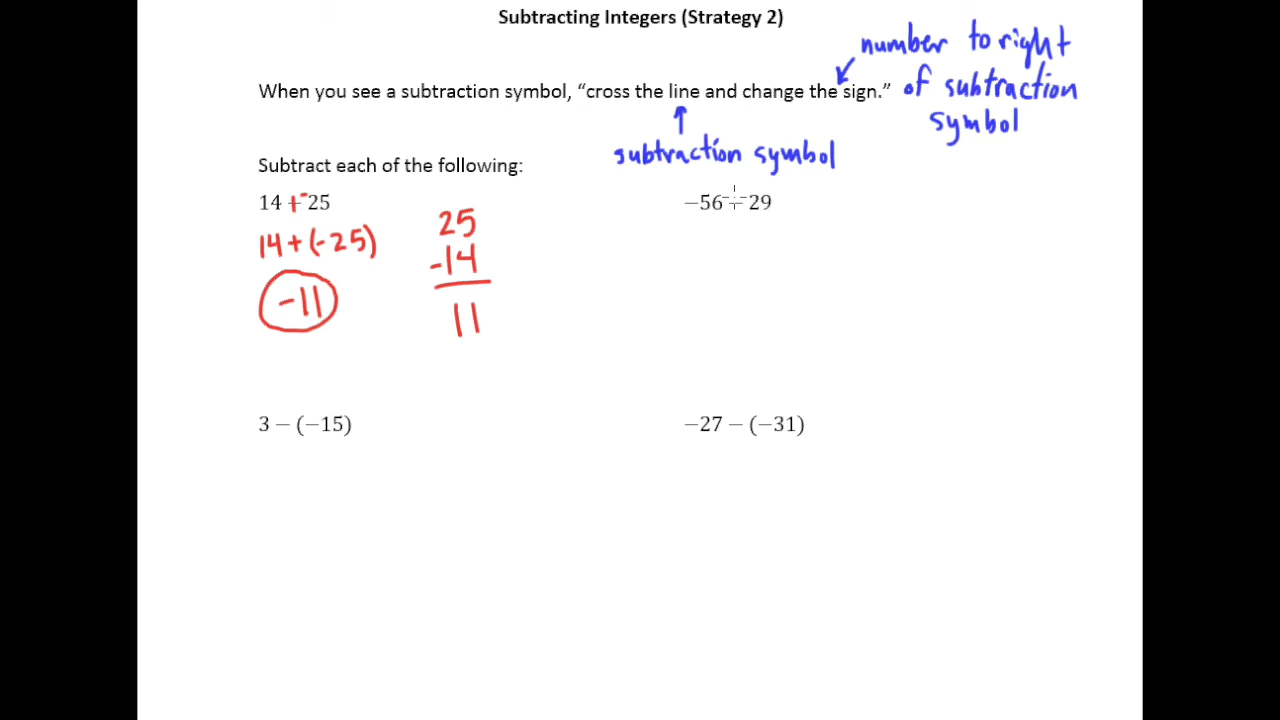 Subtracting Integers (Strategy 2)
number to right
When you see a subtraction symbol, “cross the line and change the sign.” of subtraction
symbol
subtraction symbol
Subtract each of the following:
14 + -25
−56 − 29
14 + (-25)
25
-14
11
-11
3 − (−15)
−27 − (−31)